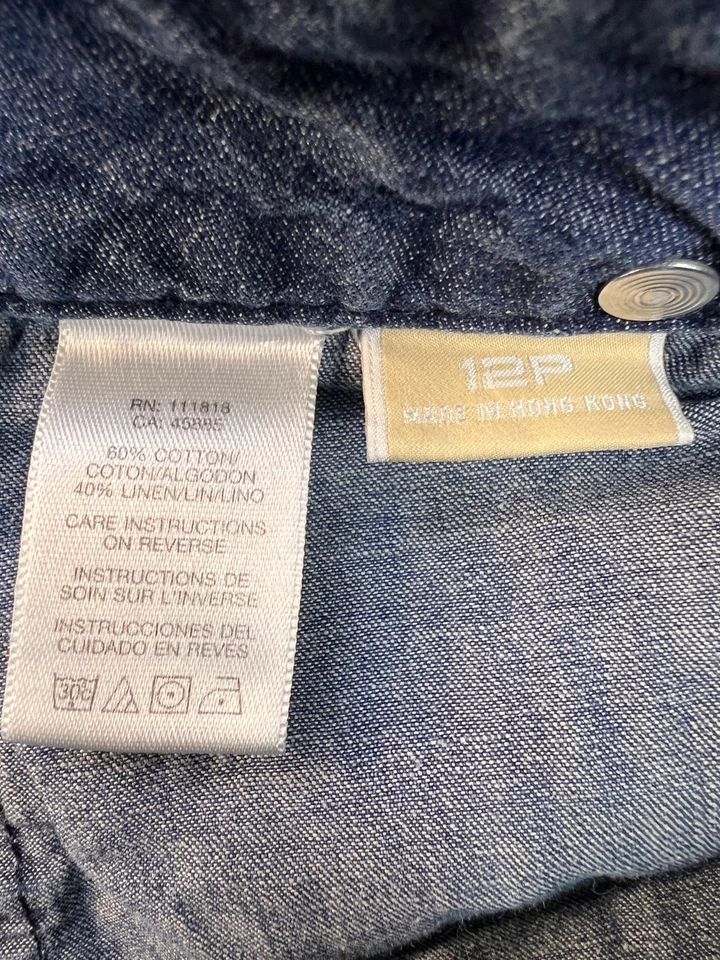 RN: 111818
CA: 45885
60% COTTON/
COTON/ALGODON
40% LINEN/LIN/LINO
CARE INSTRUCTIONS
ON REVERSE
INSTRUCTIONS DE
SOIN SUR L'INVERSE
INSTRUCCIONES DEL
CUIDADO EN REVES
30c
12P
MADE IN HONG KONG